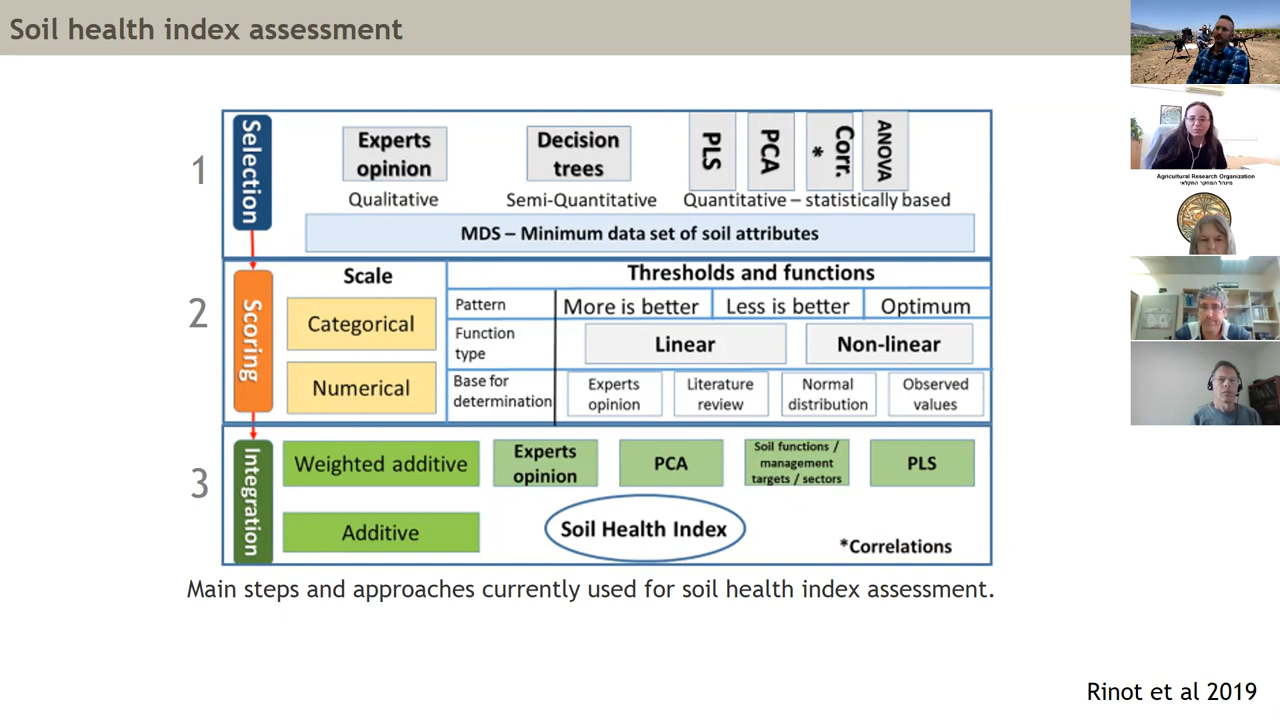 Soil health index assessment
1
Selection
Experts
opinion
Decision
trees
PLS
PCA
Corr.
*
ANOVA
Qualitative
Semi-Quantitative
Quantitative – statistically based
MDS – Minimum data set of soil attributes
2
Scoring
Scale
Categorical
Numerical
Thresholds and functions
Pattern
More is better
Less is better
Optimum
Function
type
Linear
Non-linear
Base for
determination
Experts
opinion
Literature
review
Normal
distribution
Observed
values
3
Integration
Weighted additive
Experts
opinion
PCA
Soil functions /
management
targets / sectors
PLS
Additive
Soil Health Index
*Correlations
Main steps and approaches currently used for soil health index assessment.
Rinot et al 2019
Agricultural Research Organization
מינהל המחקר החקלאי